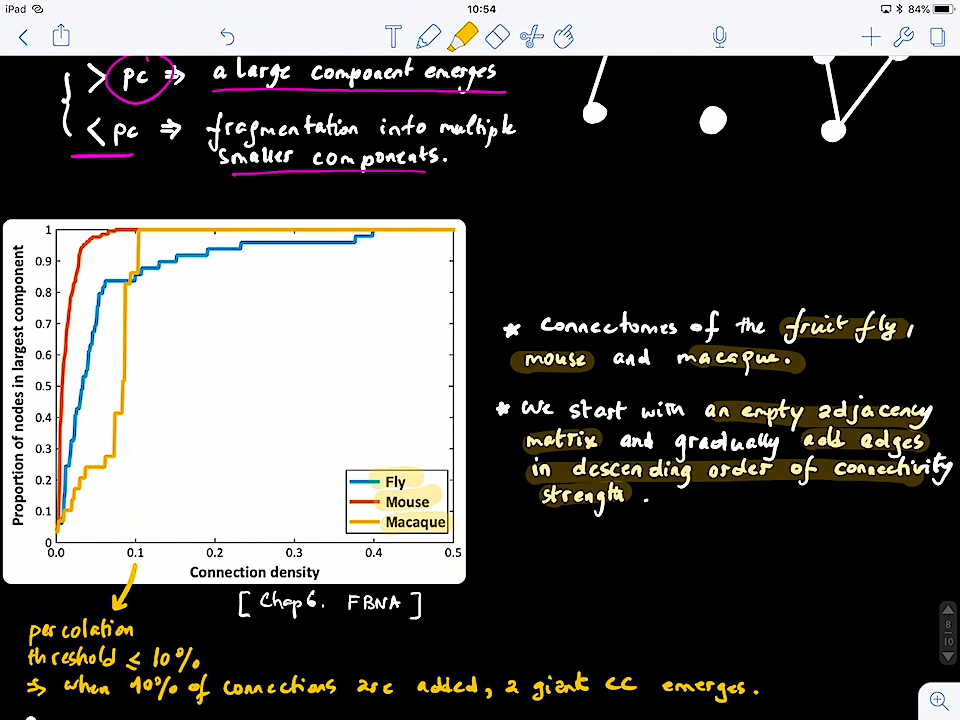 iPad
10:54
84%
T
> pc ⇒ a large component emerges
< pc ⇒ fragmentation into multiple
smaller components.
Proportion of nodes in largest component
1
0.9
0.8
0.7
0.6
0.5
0.4
0.3
0.2
0.1
0
0.0 0.1 0.2 0.3 0.4 0.5
Connection density
Fly
Mouse
Macaque
* Connectomes of the fruit fly,
mouse and macaque.
* We start with an empty adjacency
matrix and gradually add edges
in descending order of connectivity
strength.
[ Chap 6. FBNA ]
percolation
threshold ≤ 10%
⇒ when 10% of connections are added, a giant CC emerges.
8
10